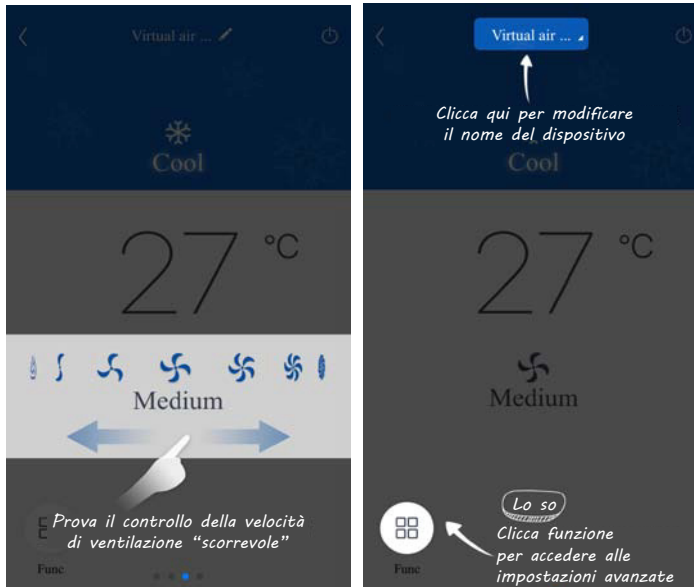 Virtual air ...
Cool
27 °C
Medium
Prova il controllo della velocità
di ventilazione “scorrevole”
Func
Virtual air ...
Clicca qui per modificare
il nome del dispositivo
Cool
27 °C
Medium
Lo so
Clicca funzione
per accedere alle
impostazioni avanzate
Func